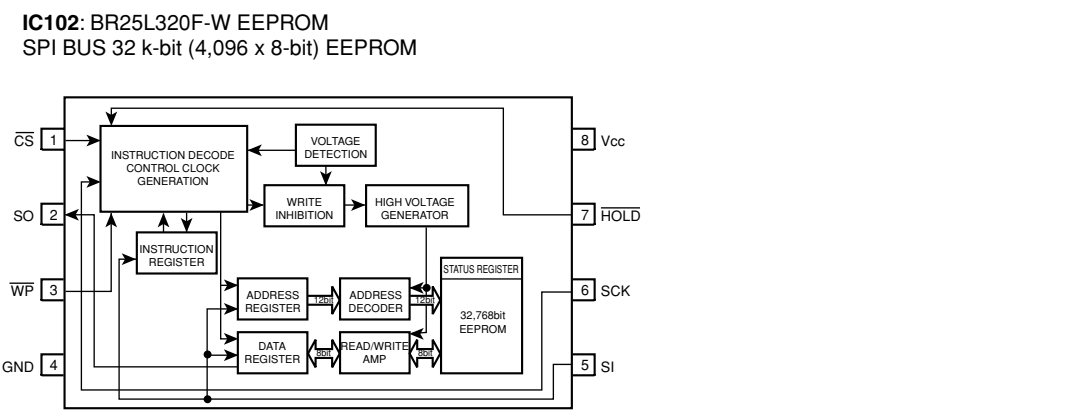 IC102: BR25L320F-W EEPROM
SPI BUS 32 k-bit (4,096 x 8-bit) EEPROM
CS 1
8 Vcc
INSTRUCTION DECODE
CONTROL CLOCK
GENERATION
VOLTAGE
DETECTION
SO 2
WRITE
INHIBITION
HIGH VOLTAGE
GENERATOR
7 HOLD
INSTRUCTION
REGISTER
STATUS REGISTER
WP 3
6 SCK
ADDRESS
REGISTER
12bit
ADDRESS
DECODER
12bit
32,768bit
EEPROM
GND 4
5 SI
DATA
REGISTER
8bit
READ/WRITE
AMP
8bit